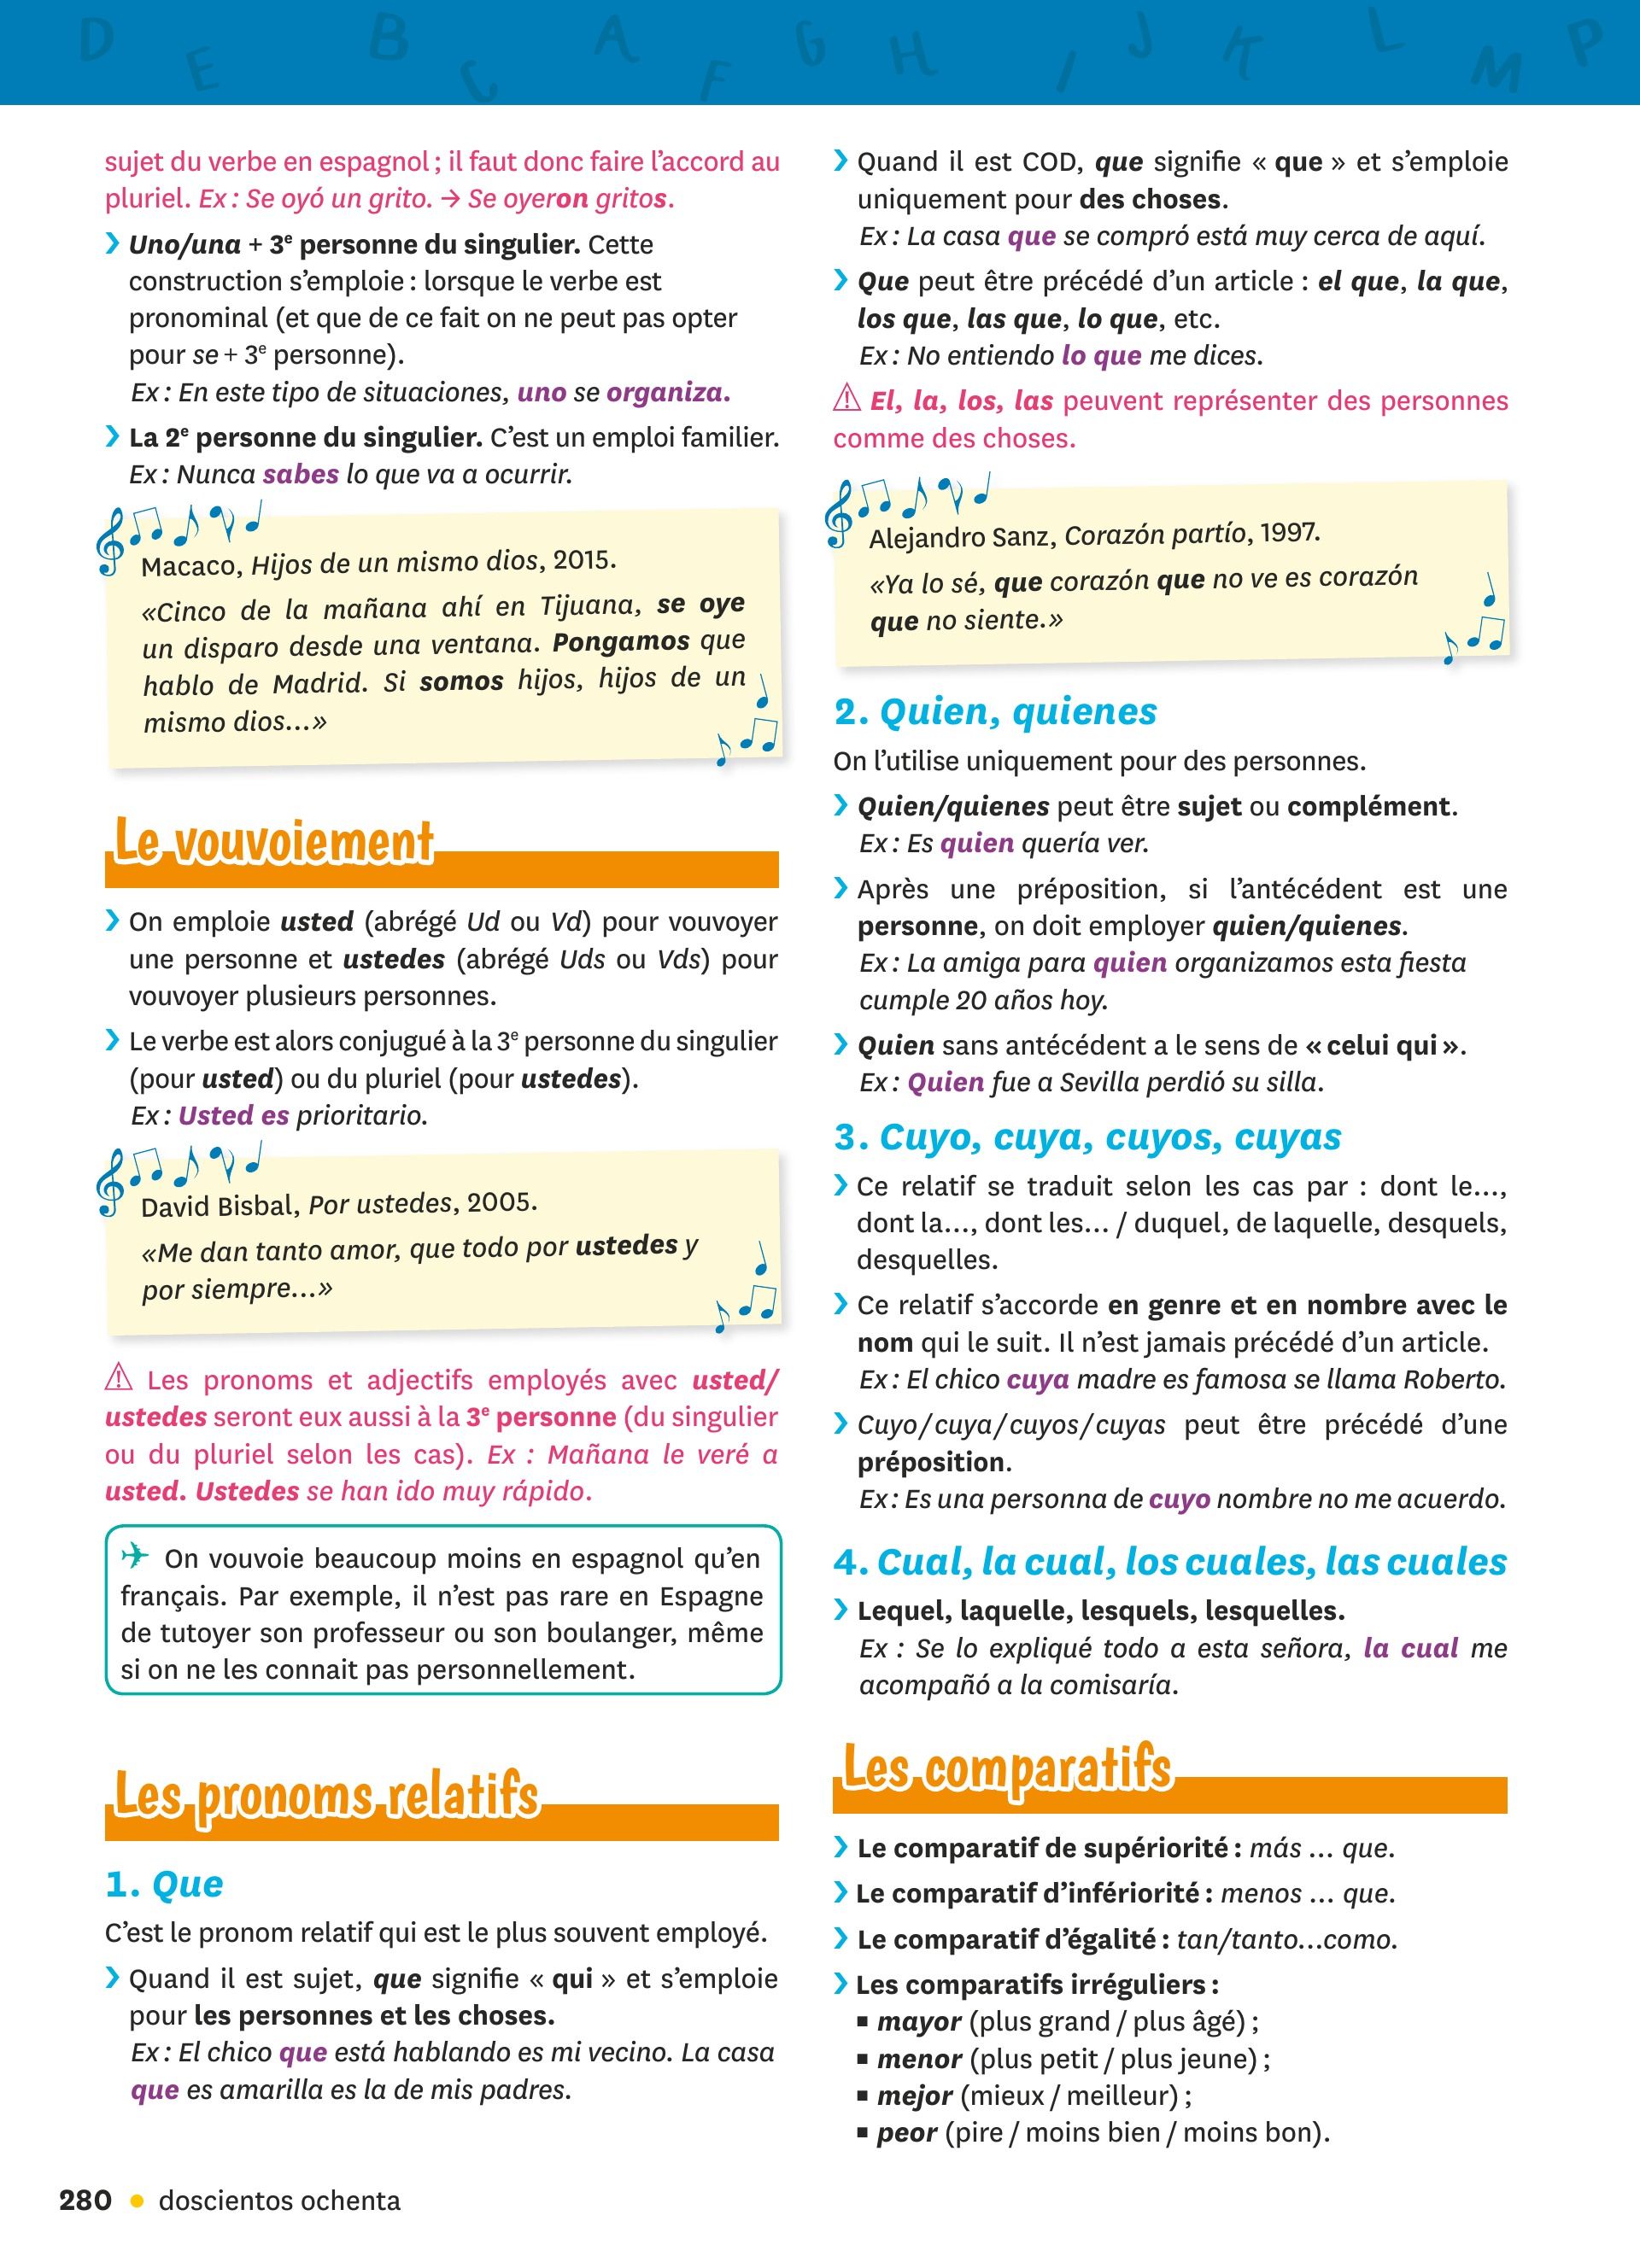 D E B C A F G H I J K L M P
sujet du verbe en espagnol ; il faut donc faire l’accord au
pluriel. Ex : Se oyó un grito. → Se oyeron gritos.
› Uno/una + 3e personne du singulier. Cette
construction s’emploie : lorsque le verbe est
pronominal (et que de ce fait on ne peut pas opter
pour se + 3e personne).
Ex : En este tipo de situaciones, uno se organiza.
› La 2e personne du singulier. C’est un emploi familier.
Ex : Nunca sabes lo que va a ocurrir.
Macaco, Hijos de un mismo dios, 2015.
«Cinco de la mañana ahí en Tijuana, se oye
un disparo desde una ventana. Pongamos que
hablo de Madrid. Si somos hijos, hijos de un
mismo dios...»
Le vouvoiement
› On emploie usted (abrégé Ud ou Vd) pour vouvoyer
une personne et ustedes (abrégé Uds ou Vds) pour
vouvoyer plusieurs personnes.
› Le verbe est alors conjugué à la 3e personne du singulier
(pour usted) ou du pluriel (pour ustedes).
Ex : Usted es prioritario.
David Bisbal, Por ustedes, 2005.
«Me dan tanto amor, que todo por ustedes y
por siempre...»
⚠ Les pronoms et adjectifs employés avec usted/
ustedes seront eux aussi à la 3e personne (du singulier
ou du pluriel selon les cas). Ex : Mañana le veré a
usted. Ustedes se han ido muy rápido.
✈ On vouvoie beaucoup moins en espagnol qu’en
français. Par exemple, il n’est pas rare en Espagne
de tutoyer son professeur ou son boulanger, même
si on ne les connait pas personnellement.
Les pronoms relatifs
1. Que
C’est le pronom relatif qui est le plus souvent employé.
› Quand il est sujet, que signifie « qui » et s’emploie
pour les personnes et les choses.
Ex : El chico que está hablando es mi vecino. La casa
que es amarilla es la de mis padres.
› Quand il est COD, que signifie « que » et s’emploie
uniquement pour des choses.
Ex : La casa que se compró está muy cerca de aquí.
› Que peut être précédé d’un article : el que, la que,
los que, las que, lo que, etc.
Ex : No entiendo lo que me dices.
⚠ El, la, los, las peuvent représenter des personnes
comme des choses.
Alejandro Sanz, Corazón partío, 1997.
«Ya lo sé, que corazón que no ve es corazón
que no siente.»
2. Quien, quienes
On l’utilise uniquement pour des personnes.
› Quien/quienes peut être sujet ou complément.
Ex : Es quien quería ver.
› Après une préposition, si l’antécédent est une
personne, on doit employer quien/quienes.
Ex : La amiga para quien organizamos esta fiesta
cumple 20 años hoy.
› Quien sans antécédent a le sens de « celui qui ».
Ex : Quien fue a Sevilla perdió su silla.
3. Cuyo, cuya, cuyos, cuyas
› Ce relatif se traduit selon les cas par : dont le...,
dont la..., dont les... / duquel, de laquelle, desquels,
desquelles.
› Ce relatif s’accorde en genre et en nombre avec le
nom qui le suit. Il n’est jamais précédé d’un article.
Ex : El chico cuya madre es famosa se llama Roberto.
› Cuyo/cuya/cuyos/cuyas peut être précédé d’une
préposition.
Ex : Es una personna de cuyo nombre no me acuerdo.
4. Cual, la cual, los cuales, las cuales
› Lequel, laquelle, lesquels, lesquelles.
Ex : Se lo expliqué todo a esta señora, la cual me
acompañó a la comisaría.
Les comparatifs
› Le comparatif de supériorité : más ... que.
› Le comparatif d’infériorité : menos ... que.
› Le comparatif d’égalité : tan/tanto...como.
› Les comparatifs irréguliers :
▪ mayor (plus grand / plus âgé) ;
▪ menor (plus petit / plus jeune) ;
▪ mejor (mieux / meilleur) ;
▪ peor (pire / moins bien / moins bon).
280 • doscientos ochenta